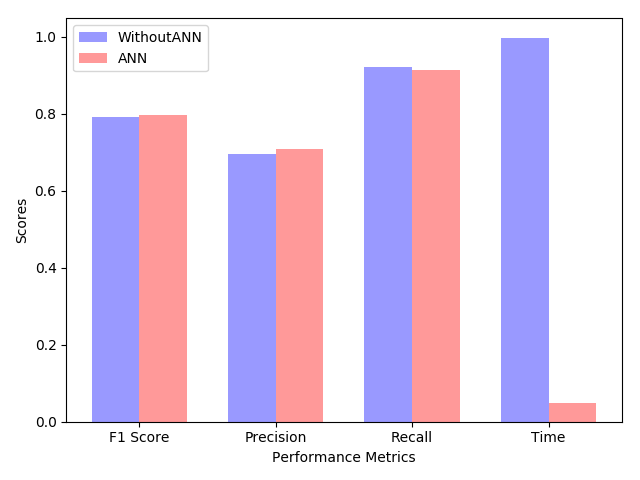 WithoutANN
ANN
1.0
0.8
0.6
0.4
0.2
0.0
Scores
F1 Score
Precision
Recall
Time
Performance Metrics